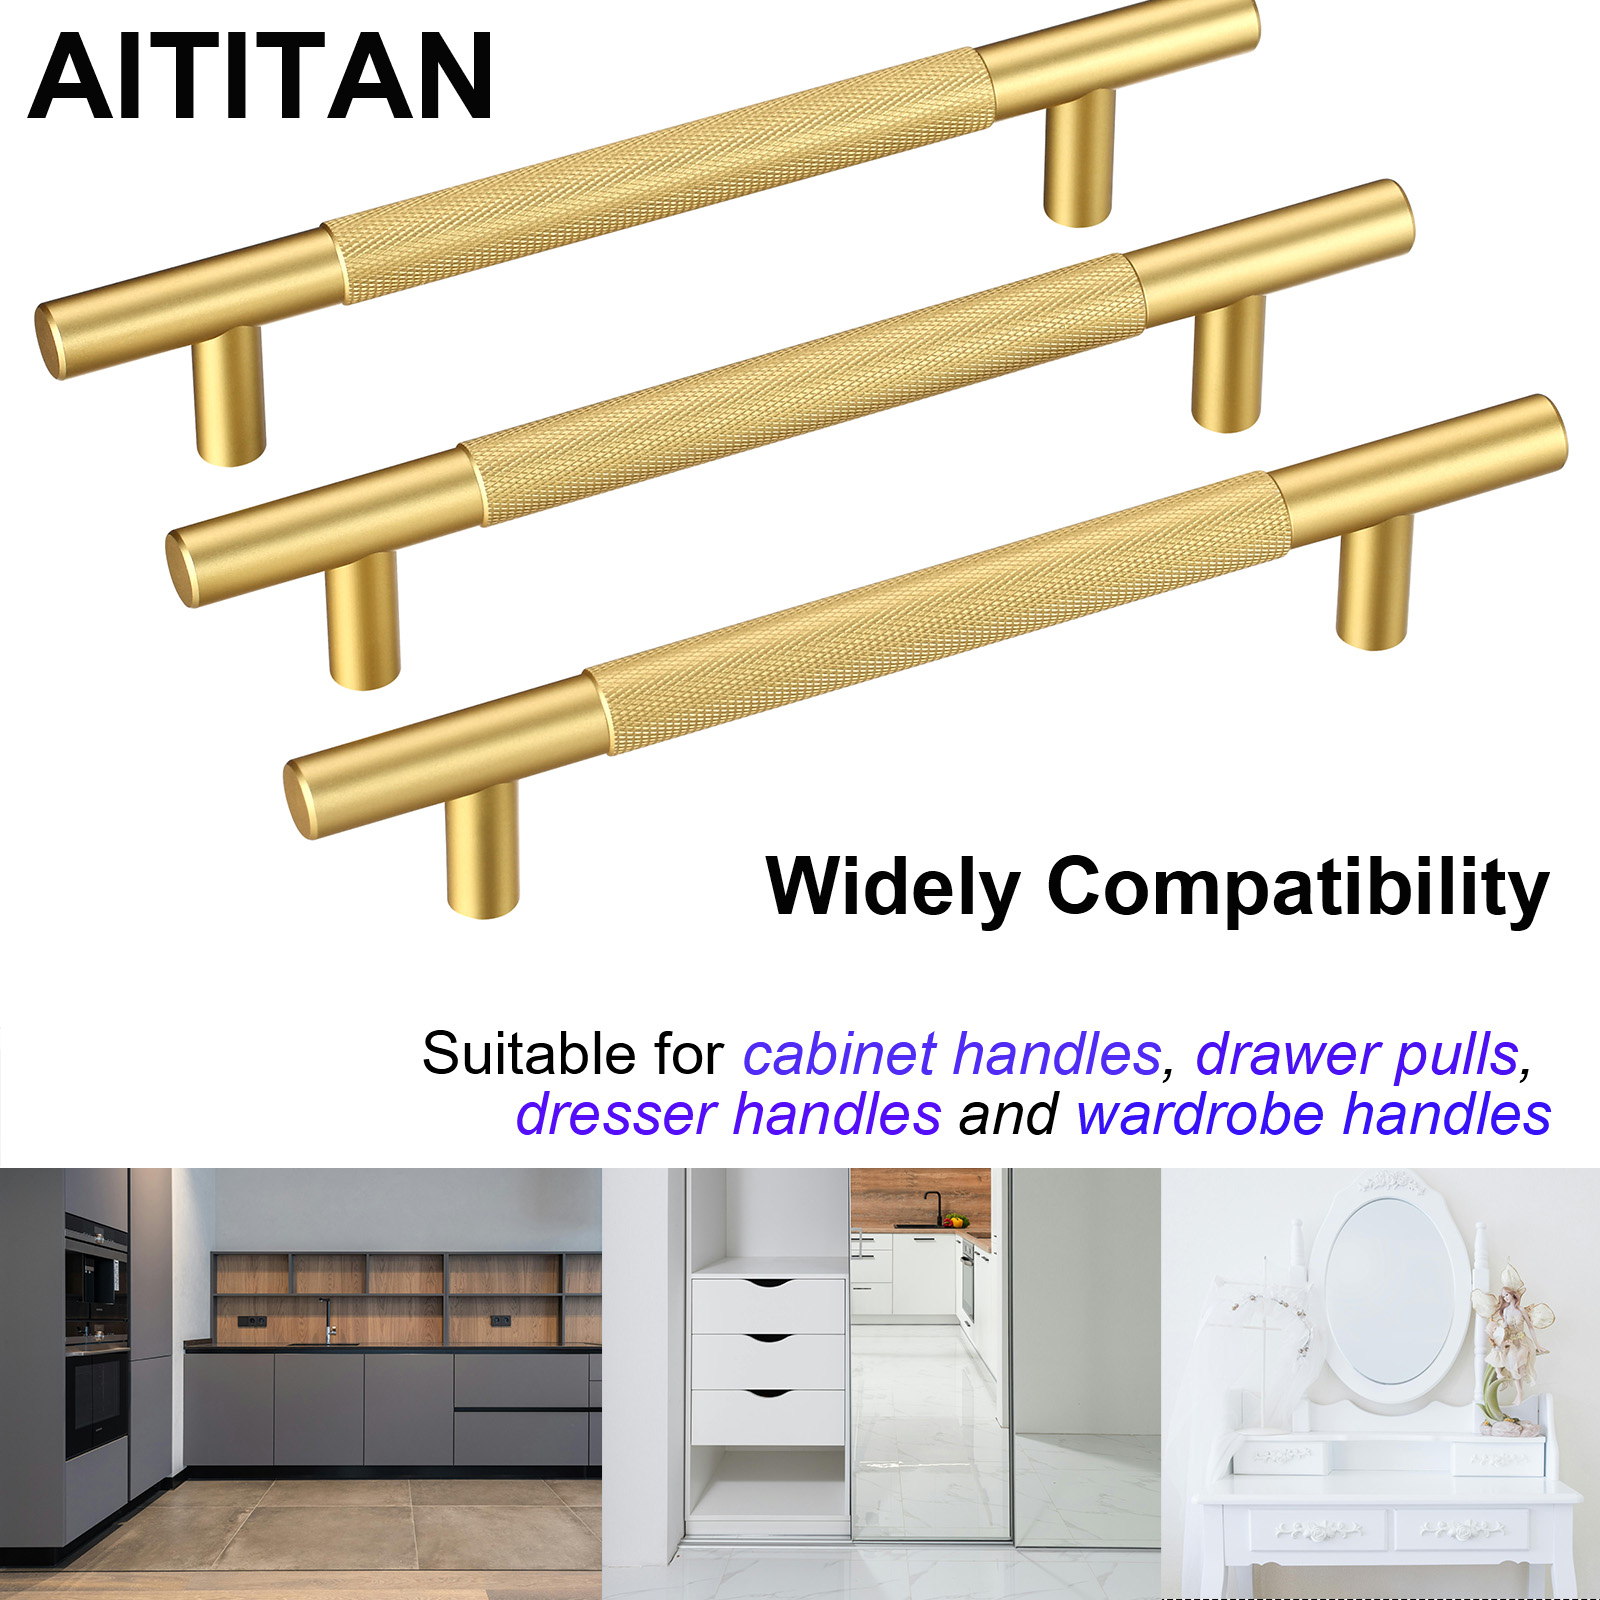 AITITAN
Widely Compatibility
Suitable for cabinet handles, drawer pulls,
dresser handles and wardrobe handles